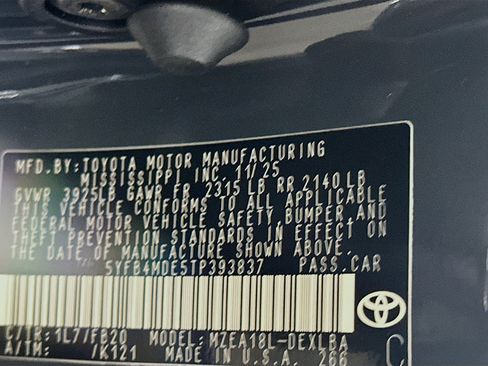 MFD.BY:TOYOTA MOTOR MANUFACTURING
MISSISSIPPI INC. 11/25
GVWR 3925LB GAWR FR 2315 LB RR 2140 LB
THIS VEHICLE CONFORMS TO ALL APPLICABLE
FEDERAL MOTOR VEHICLE SAFETY, BUMPER, AND
THEFT PREVENTION STANDARDS IN EFFECT ON
THE DATE OF MANUFACTURE SHOWN ABOVE.
5YFB4MDE5TP393837 PASS.CAR
C/TR:1L7/FB20 MODEL:MZEA18L-DEXLBA
A/TM: /K121 MADE IN U.S.A. 266
C